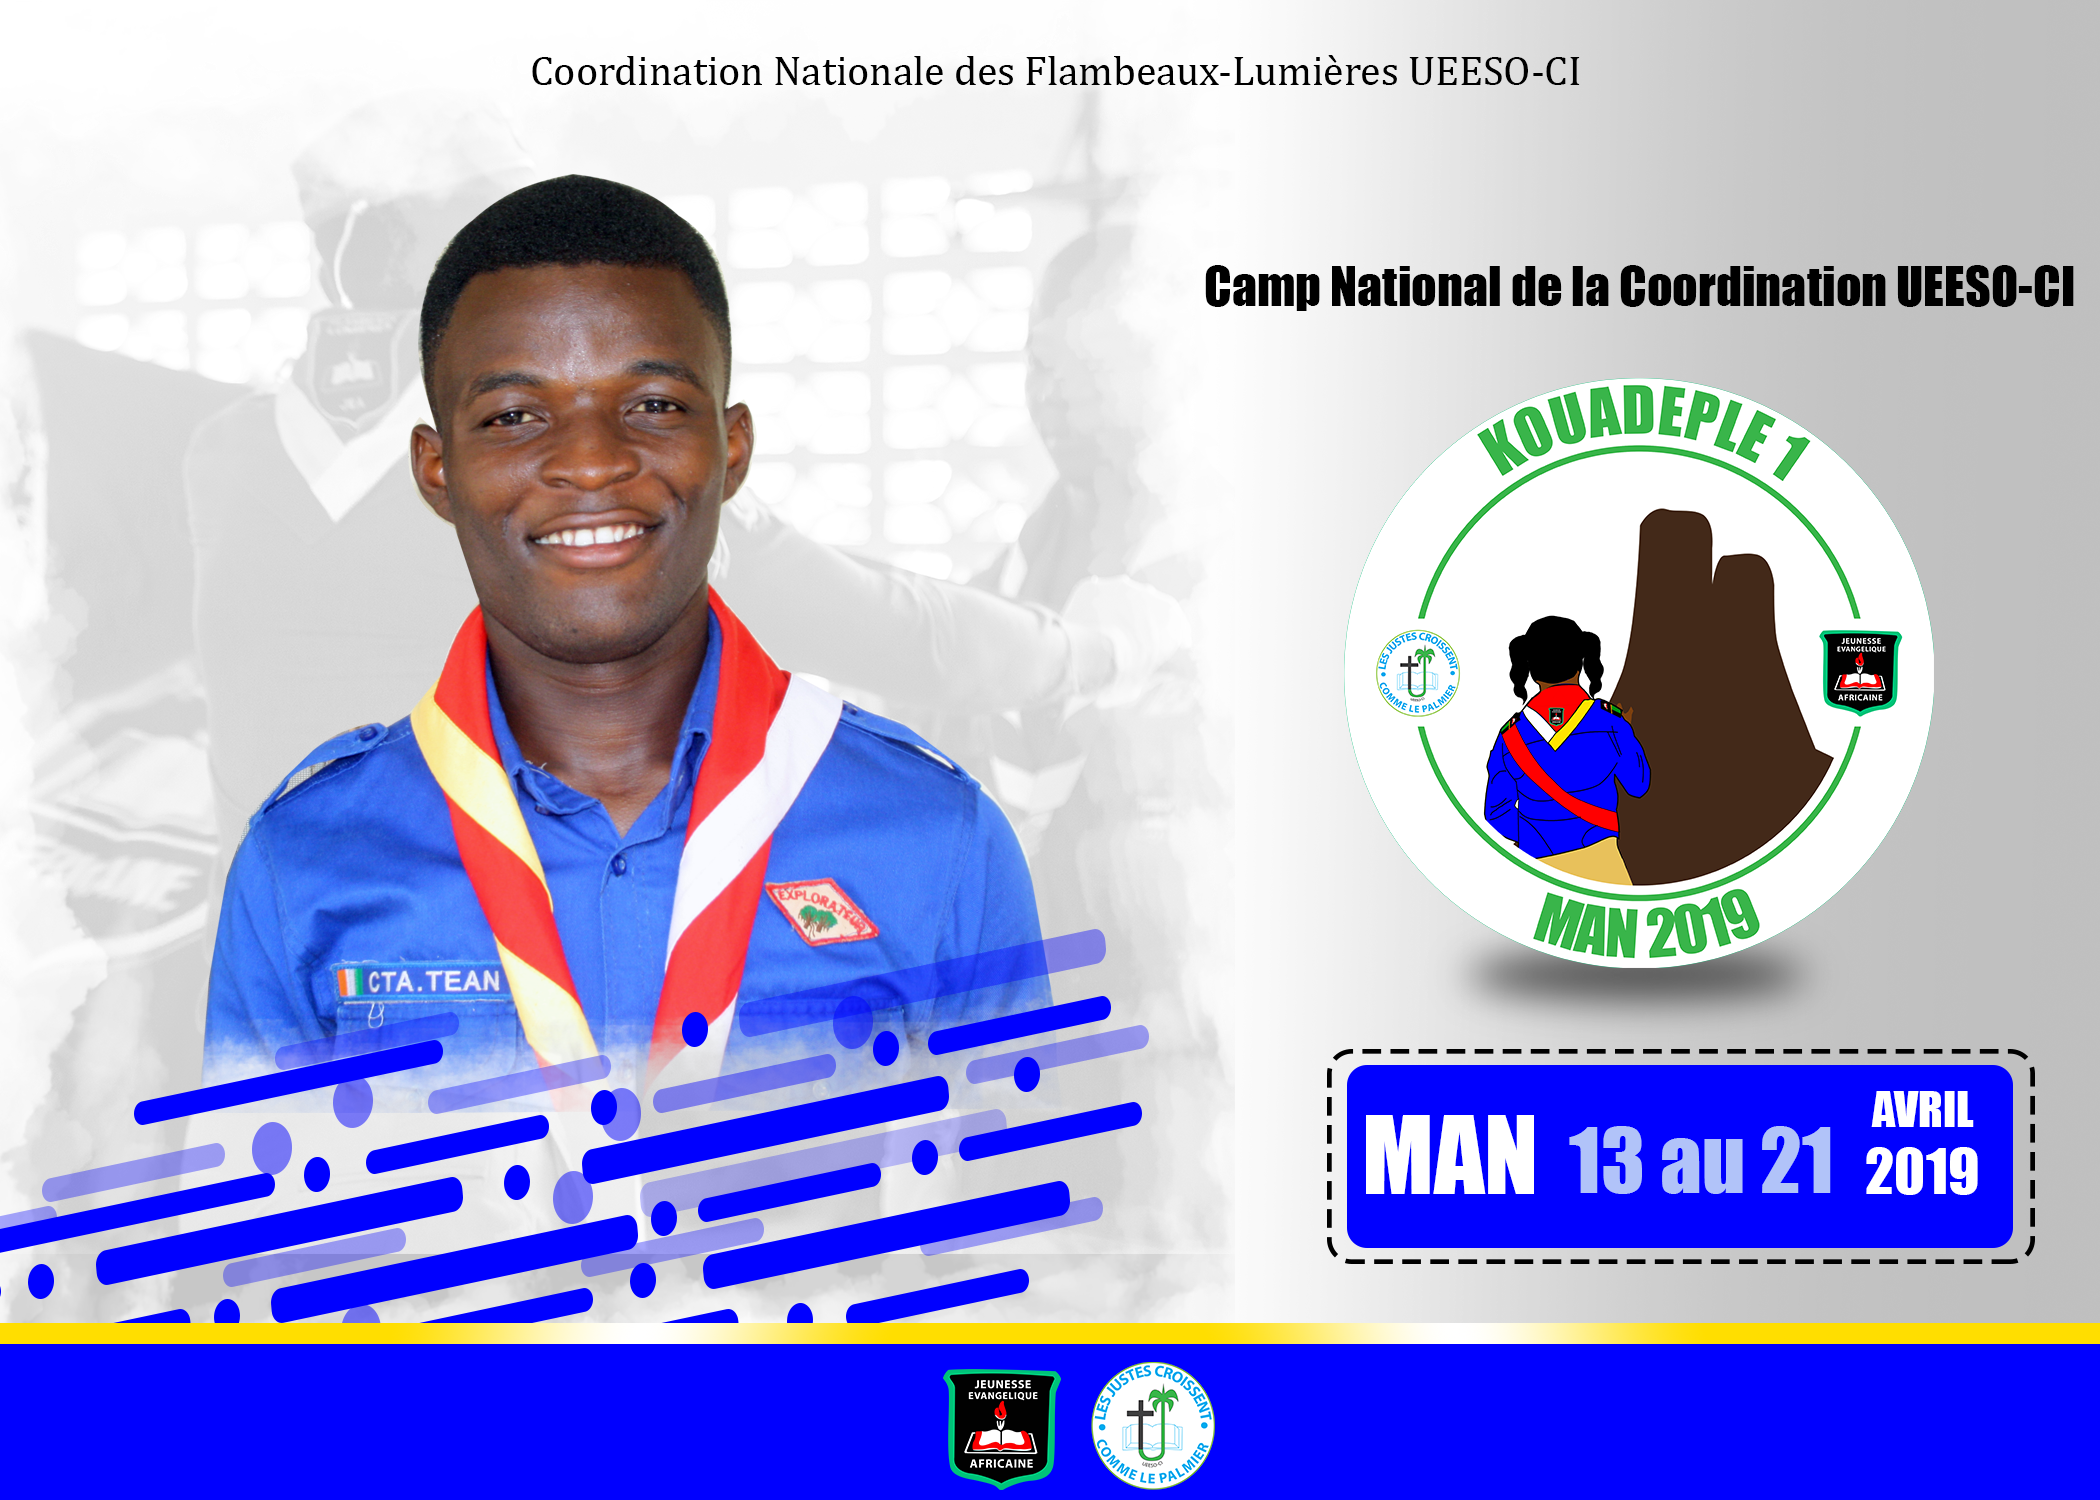 Coordination Nationale des Flambeaux-Lumières UEESO-CI
Camp National de la Coordination UEESO-CI
KOUADEPLE 1
LES JUSTES CROISSENT
COMME LE PALMIER
JEUNESSE
EVANGELIQUE
AFRICAINE
MAN 2019
EXPLORATEUR
CTA.TEAN
MAN 13 au 21 AVRIL 2019
JEUNESSE
EVANGELIQUE
AFRICAINE
LES JUSTES CROISSENT
UEESO-CI
COMME LE PALMIER